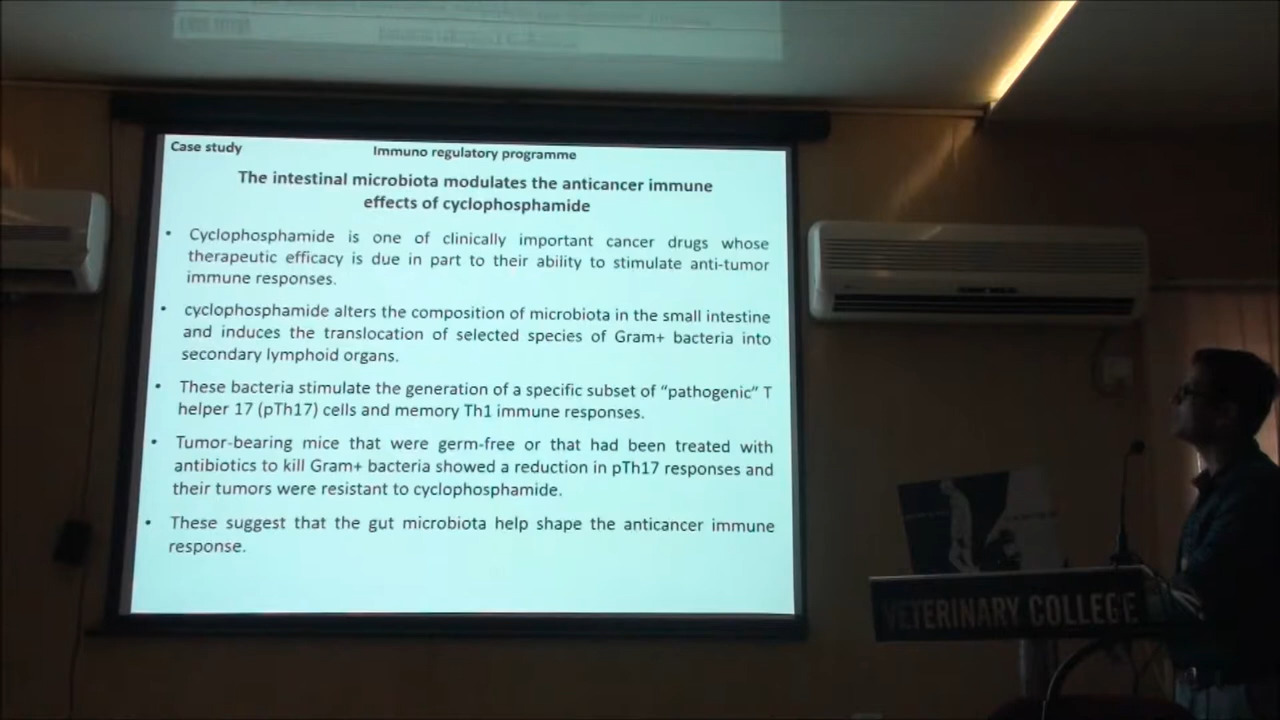 Case study
Immuno regulatory programme
The intestinal microbiota modulates the anticancer immune
effects of cyclophosphamide
• Cyclophosphamide is one of clinically important cancer drugs whose
therapeutic efficacy is due in part to their ability to stimulate anti-tumor
immune responses.
• cyclophosphamide alters the composition of microbiota in the small intestine
and induces the translocation of selected species of Gram+ bacteria into
secondary lymphoid organs.
• These bacteria stimulate the generation of a specific subset of “pathogenic” T
helper 17 (pTh17) cells and memory Th1 immune responses.
• Tumor-bearing mice that were germ-free or that had been treated with
antibiotics to kill Gram+ bacteria showed a reduction in pTh17 responses and
their tumors were resistant to cyclophosphamide.
• These suggest that the gut microbiota help shape the anticancer immune
response.
VETERINARY COLLEGE